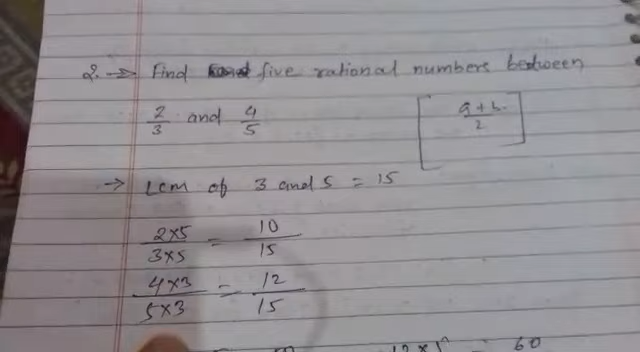 2. → Find five rational numbers between
2/3 and 4/5 [a+b/2]
→ LCM of 3 and 5 = 15
2×5/3×5 = 10/15
4×3/5×3 = 12/15
60